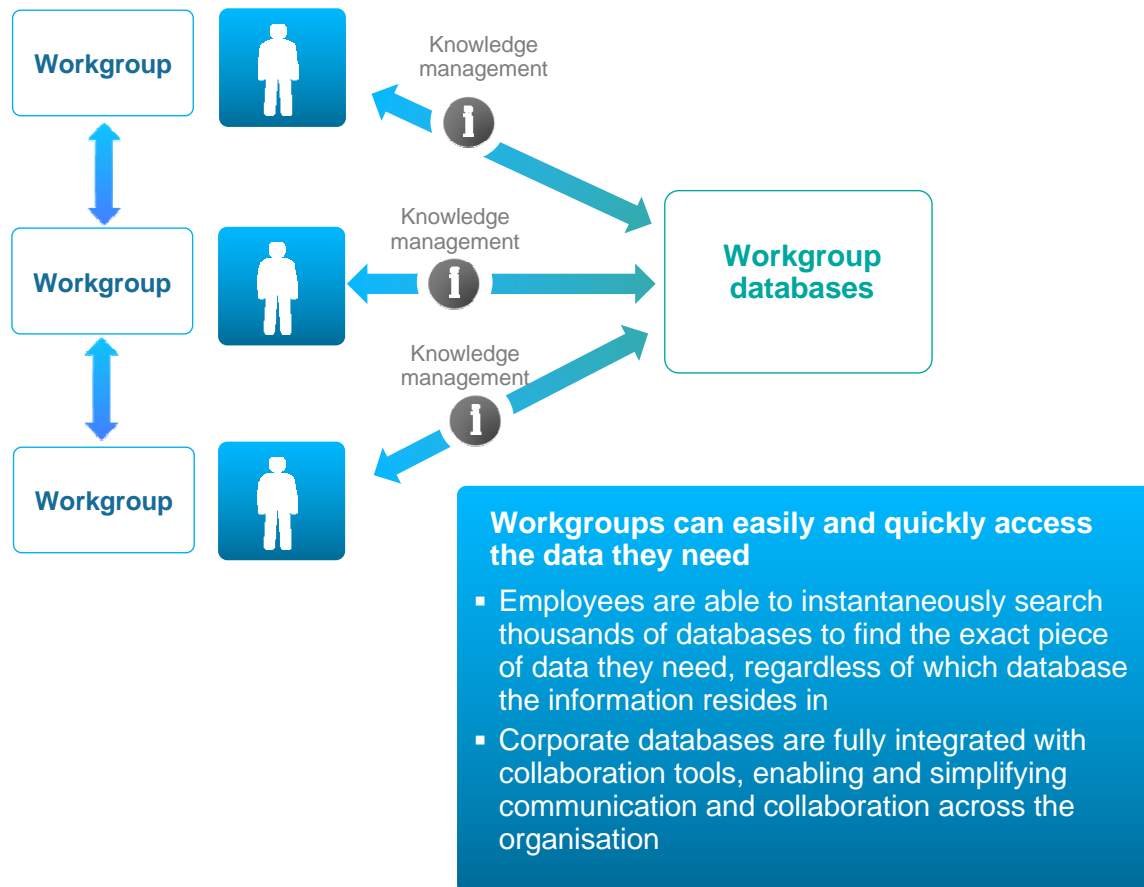 Workgroup
Knowledge
management
Workgroup
Knowledge
management
Workgroup
databases
Knowledge
management
Workgroup
Workgroups can easily and quickly access
the data they need
▪ Employees are able to instantaneously search
thousands of databases to find the exact piece
of data they need, regardless of which database
the information resides in
▪ Corporate databases are fully integrated with
collaboration tools, enabling and simplifying
communication and collaboration across the
organisation